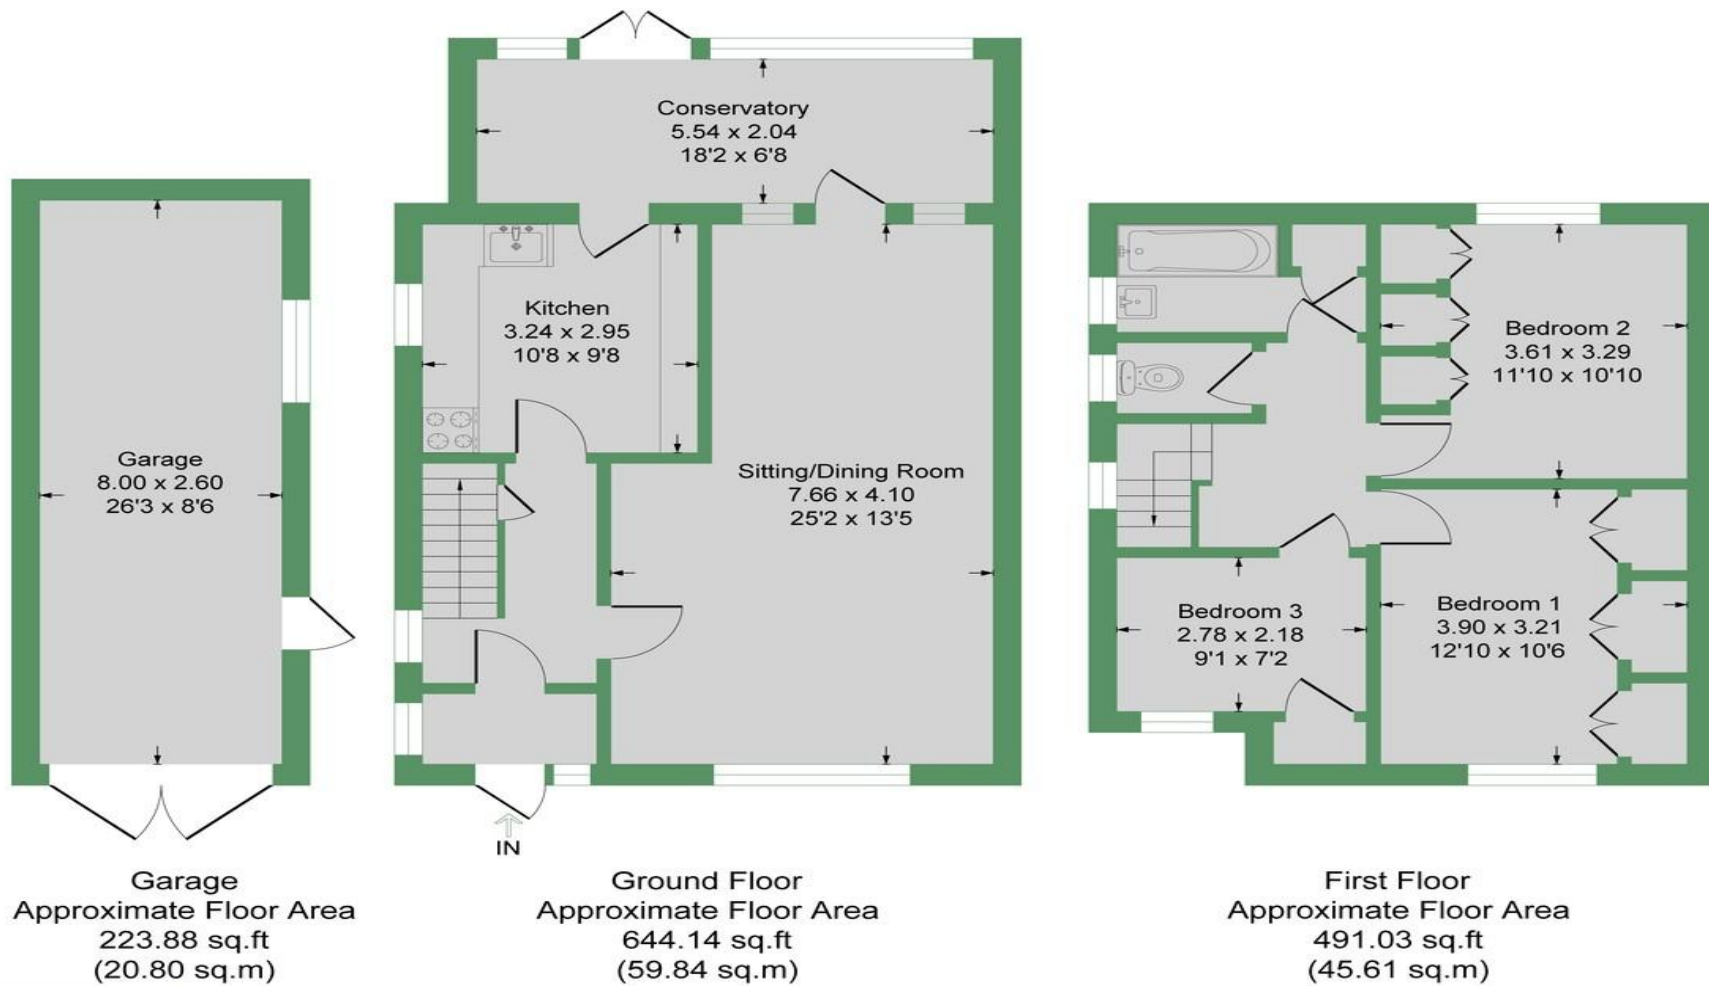 Conservatory
5.54 x 2.04
18'2 x 6'8
Kitchen
3.24 x 2.95
10'8 x 9'8
Garage
8.00 x 2.60
26'3 x 8'6
Sitting/Dining Room
7.66 x 4.10
25'2 x 13'5
Bedroom 2
3.61 x 3.29
11'10 x 10'10
Bedroom 3
2.78 x 2.18
9'1 x 7'2
Bedroom 1
3.90 x 3.21
12'10 x 10'6
IN
Garage
Approximate Floor Area
223.88 sq.ft
(20.80 sq.m)
Ground Floor
Approximate Floor Area
644.14 sq.ft
(59.84 sq.m)
First Floor
Approximate Floor Area
491.03 sq.ft
(45.61 sq.m)